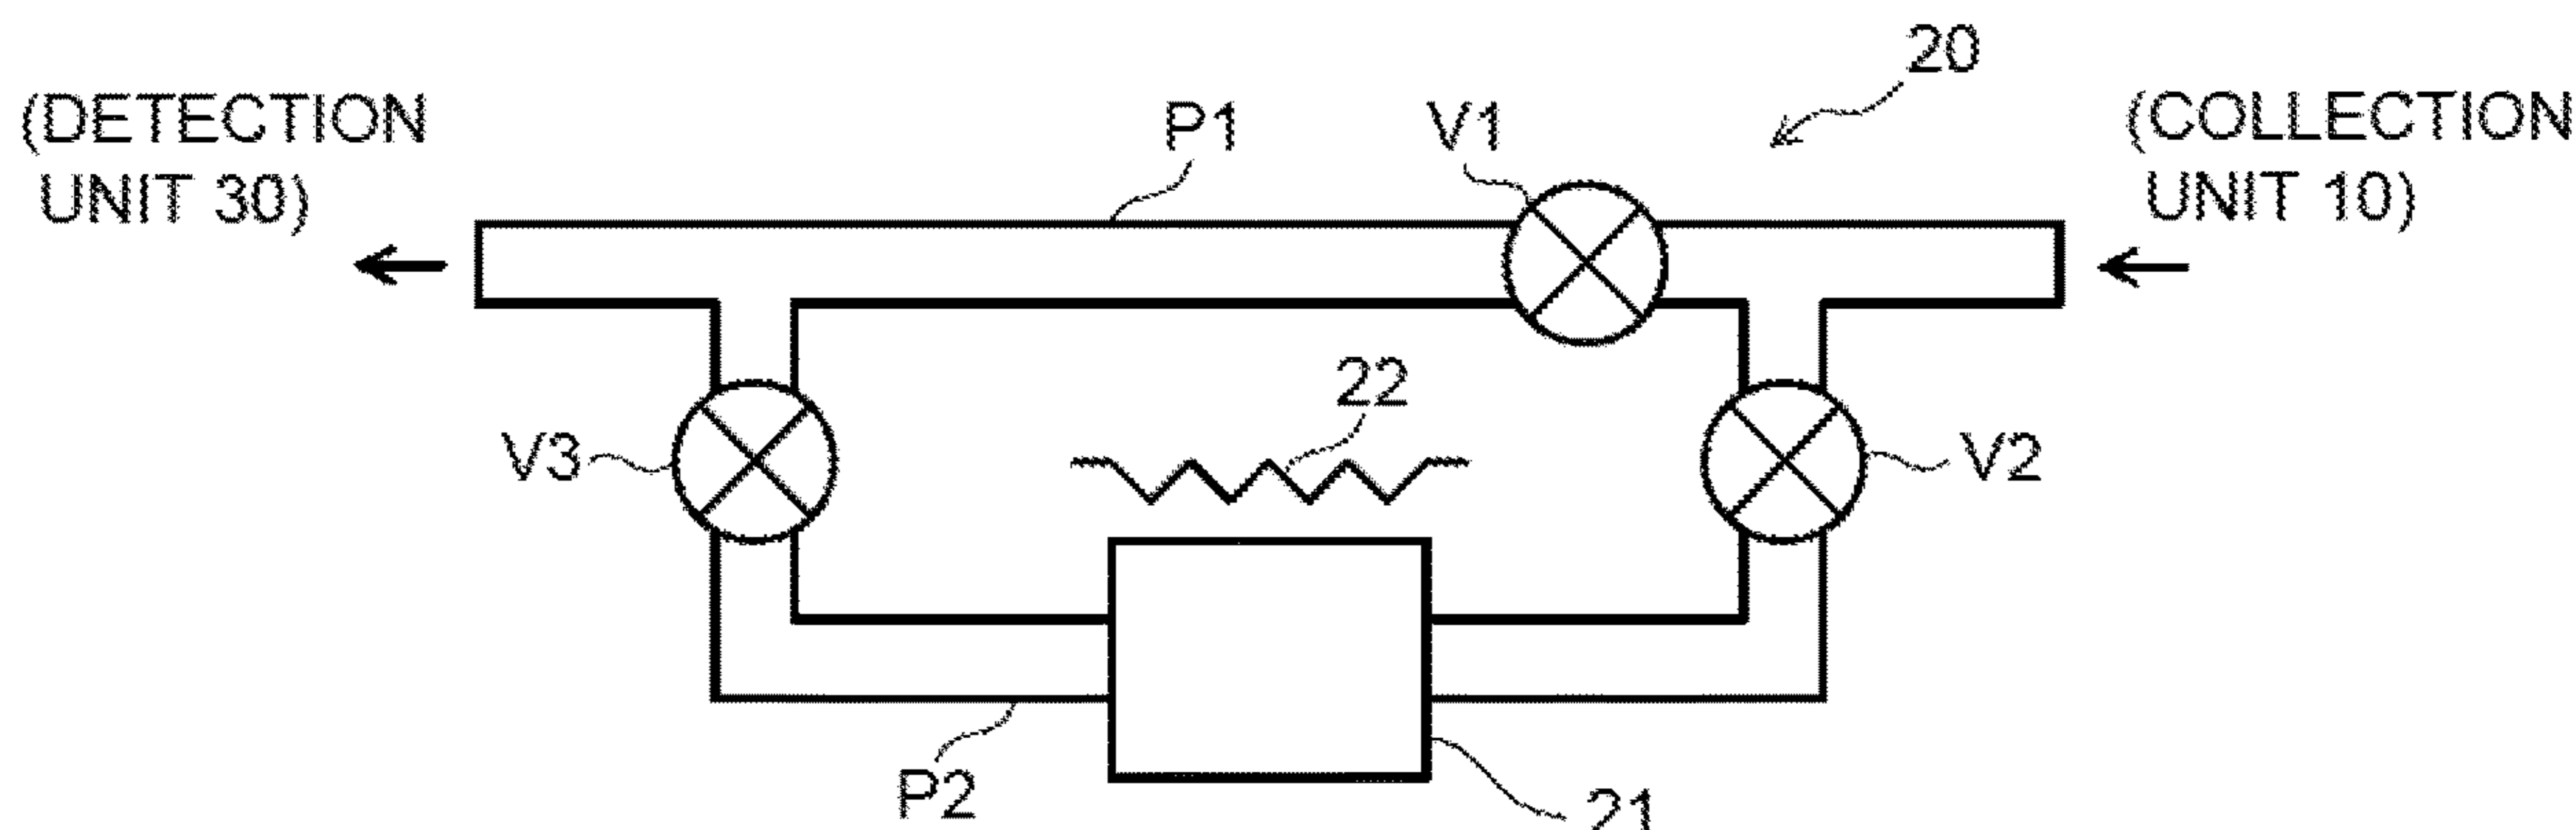 20
(DETECTION
UNIT 30)
P1
V1
(COLLECTION
UNIT 10)
22
V3
V2
P2
21